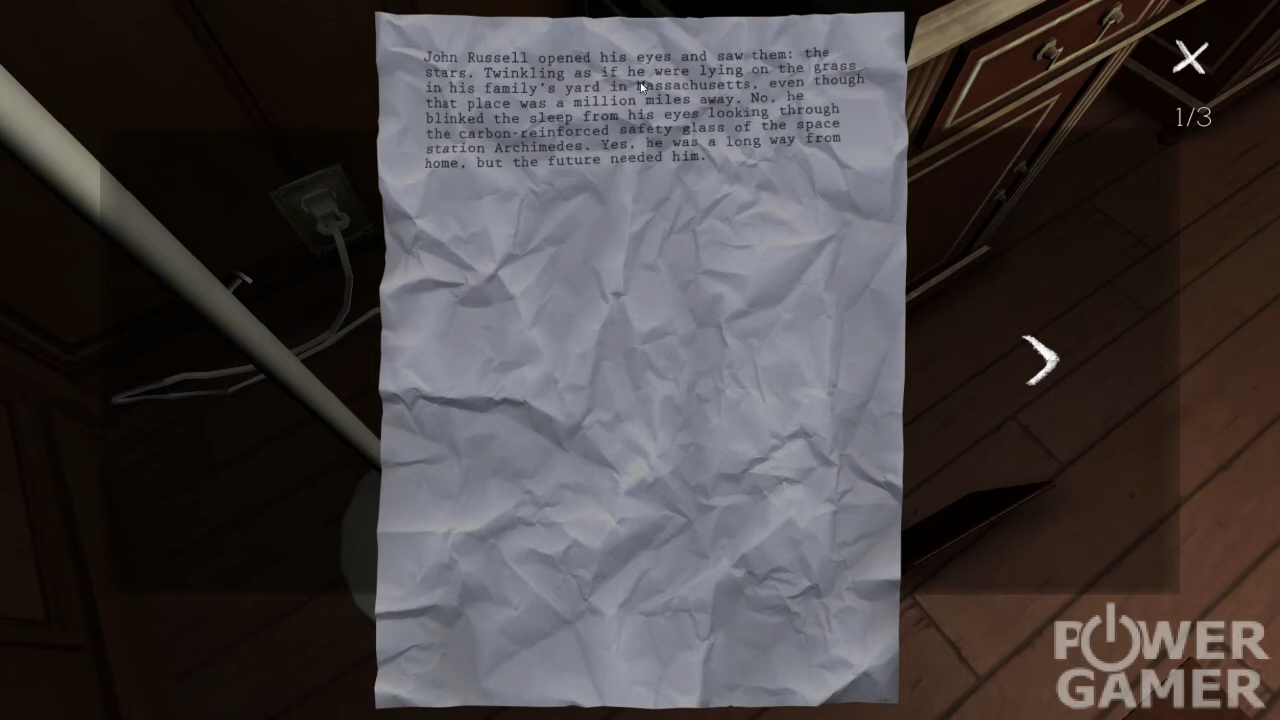 John Russell opened his eyes and saw them: the
stars. Twinkling as if he were lying on the grass
in his family's yard in Massachusetts, even though
that place was a million miles away. No, he
blinked the sleep from his eyes looking through
the carbon-reinforced safety glass of the space
station Archimedes. Yes, he was a long way from
home, but the future needed him.
1/3
POWER
GAMER